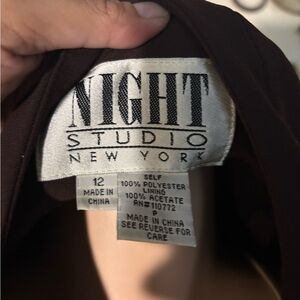 NIGHT
STUDIO
NEW YORK
12
MADE IN
CHINA
SELF
100% POLYESTER
LINING
100% ACETATE
RN#110772
P
MADE IN CHINA
SEE REVERSE FOR
CARE